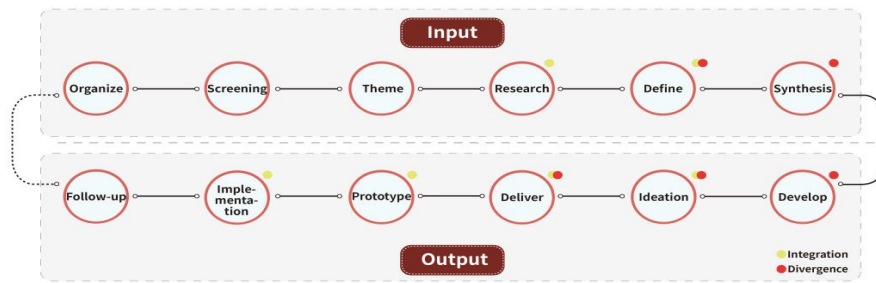 Input
Organize
Screening
Theme
Research
Define
Synthesis
Follow-up
Imple-
menta-
tion
Prototype
Deliver
Ideation
Develop
Output
Integration
Divergence